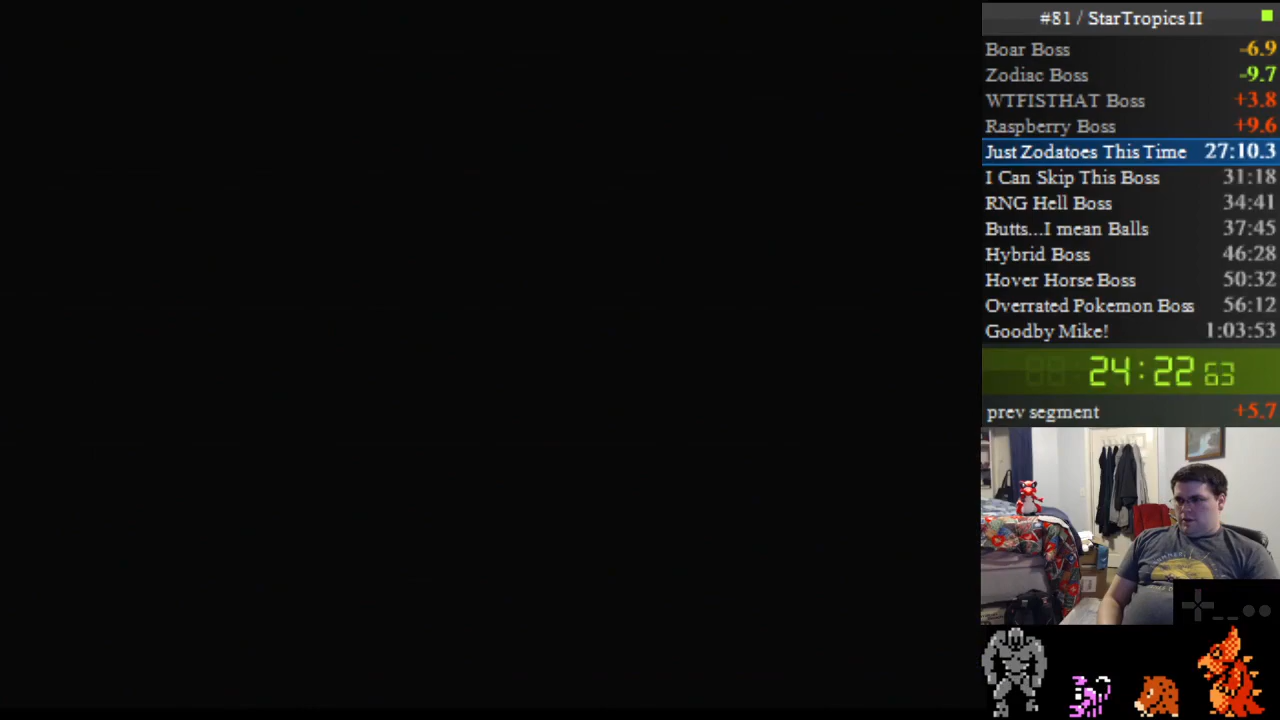 #81 / StarTropics II
Boar Boss -6.9
Zodiac Boss -9.7
WTFISTHAT Boss +3.8
Raspberry Boss +9.6
Just Zodatoes This Time 27:10.3
I Can Skip This Boss 31:18
RNG Hell Boss 34:41
Butts...I mean Balls 37:45
Hybrid Boss 46:28
Hover Horse Boss 50:32
Overrated Pokemon Boss 56:12
Goodby Mike! 1:03:53
24:22 63
prev segment +5.7